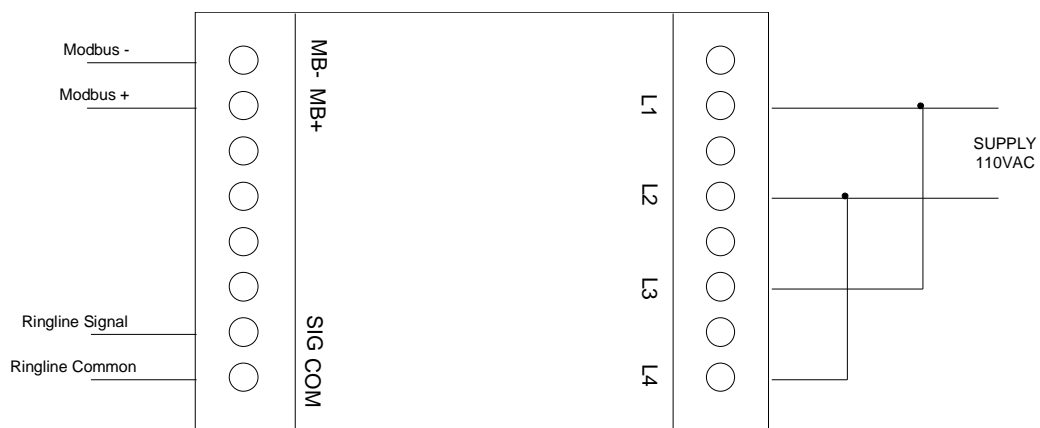 Modbus -
Modbus +
MB- MB+
L1
SUPPLY
110VAC
L2
L3
Ringline Signal
Ringline Common
SIG COM
L4